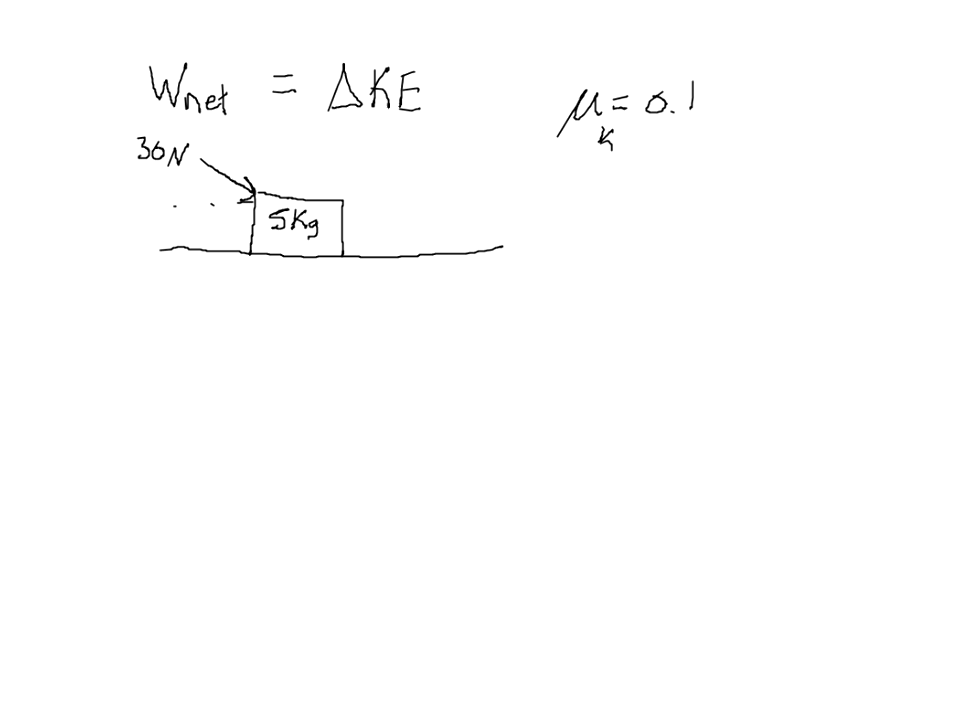 Wnet = ΔKE
μk = 0.1
30N
5Kg